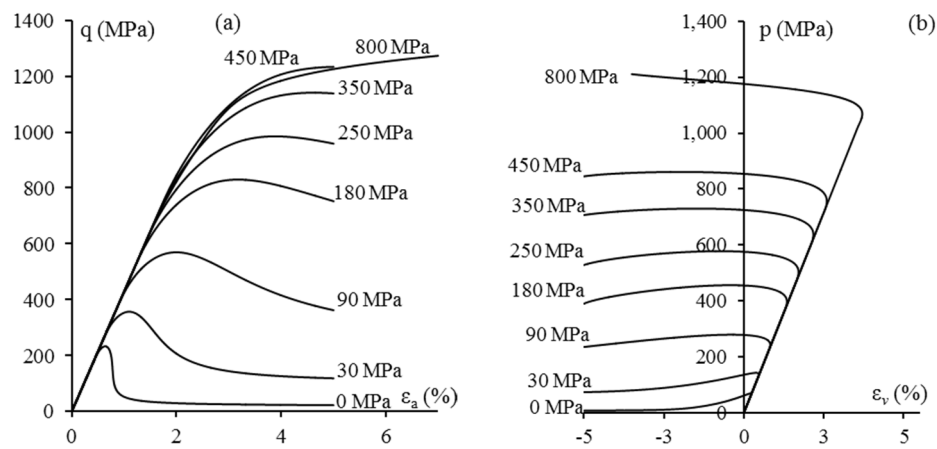 1400
q (MPa)
(a)
1200
450 MPa
800 MPa
350 MPa
1000
250 MPa
800
180 MPa
600
400
90 MPa
200
30 MPa
0 MPa
εa (%)
0
0
2
4
6
1,400
p (MPa)
(b)
800 MPa
1,200
1,000
450 MPa
800
350 MPa
600
250 MPa
180 MPa
400
90 MPa
200
30 MPa
0 MPa
0
εv (%)
-5
-3
0
3
5